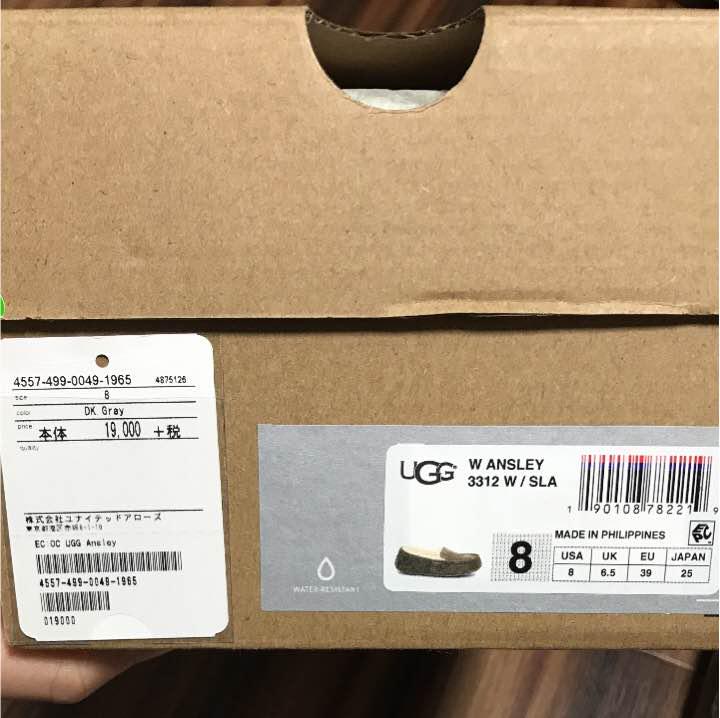 4557-499-0049-1965 4875126
size 8
color DK Gray
price 本体 19,000 +税
quality
株式会社ユナイテッドアローズ
EC:OC UGG Ansley
4557-499-0049-1965
019000
WATER-RESISTANT
UGG
W ANSLEY
3312 W / SLA
1 90108 78221 9
8
MADE IN PHILIPPINES
USA UK EU JAPAN
8 6.5 39 25